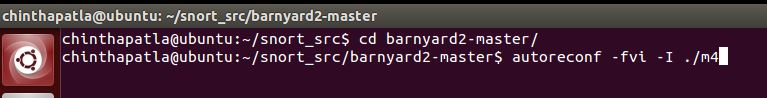 chinthapatla@ubuntu: ~/snort_src/barnyard2-master
chinthapatla@ubuntu:~/snort_src$ cd barnyard2-master/
chinthapatla@ubuntu:~/snort_src/barnyard2-master$ autoreconf -fvi -I ./m4